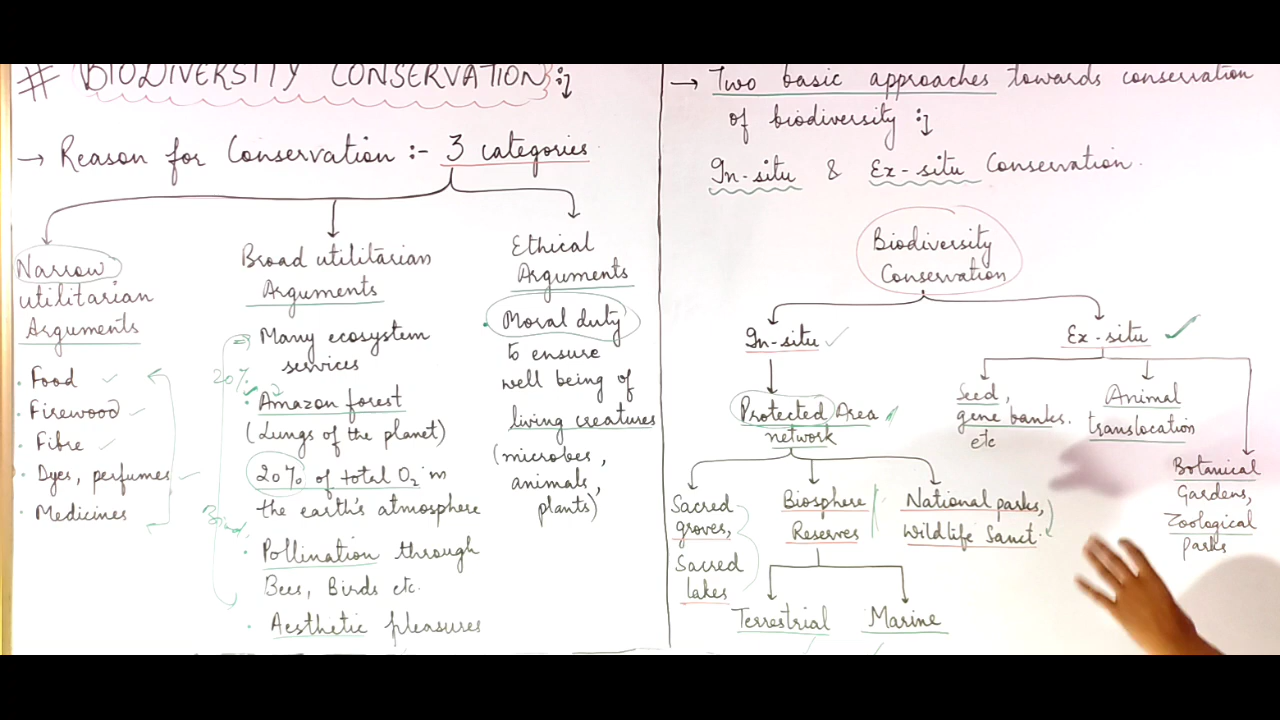 # BIODIVERSITY CONSERVATION :]
→ Reason for Conservation :- 3 categories
Narrow
utilitarian
Arguments
· Food
· Firewood
· Fibre
· Dyes, perfumes
· Medicines
Broad utilitarian
Arguments
⇒ Many ecosystem
services
20%
· Amazon forest
(Lungs of the planet)
20% of total O₂ in
the earth's atmosphere
· Pollination through
Bees, Birds etc.
· Aesthetic pleasures
Ethical
Arguments
· Moral duty
to ensure
well being of
living creatures
(microbes,
animals,
plants)
→ Two basic approaches towards conservation
of biodiversity :]
In-situ & Ex-situ Conservation.
Biodiversity
Conservation
In-situ
Protected Area
network
Sacred
groves,
Sacred
lakes
Biosphere
Reserves
Terrestrial
Marine
National parks,
Wildlife Sanct.
Ex-situ
Seed,
gene banks.
etc
Animal
translocation
Botanical
Gardens,
Zoological
parks